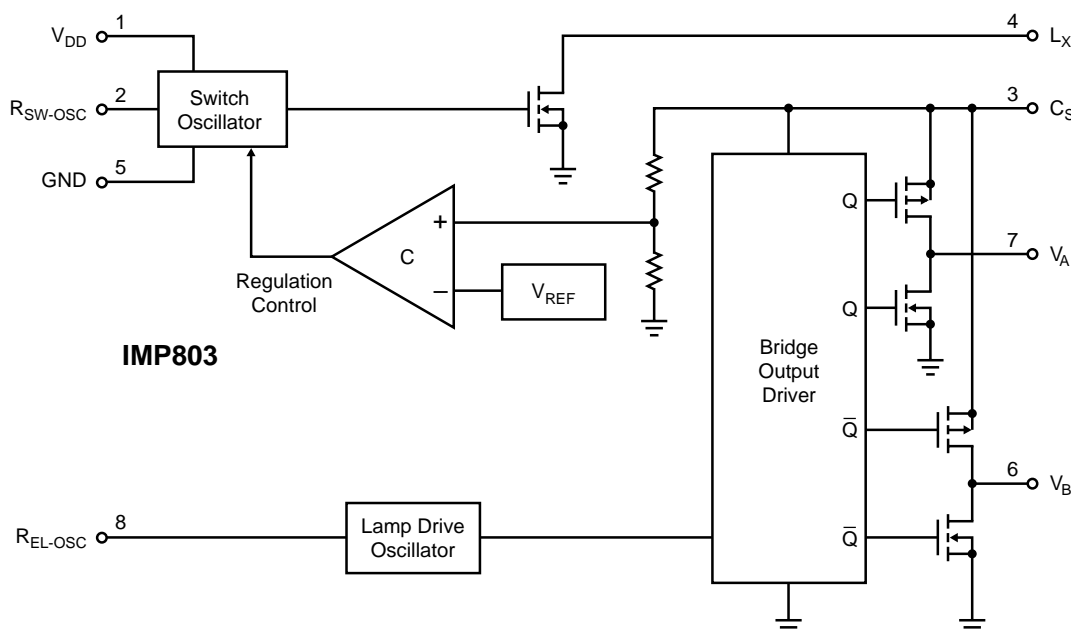 1
V_DD
2
R_SW-OSC
5
GND
Switch
Oscillator
4
L_X
3
C_S
Q
7
V_A
+
C
–
V_REF
Regulation
Control
Q
IMP803
Bridge
Output
Driver
Q̅
6
V_B
8
R_EL-OSC
Lamp Drive
Oscillator
Q̅